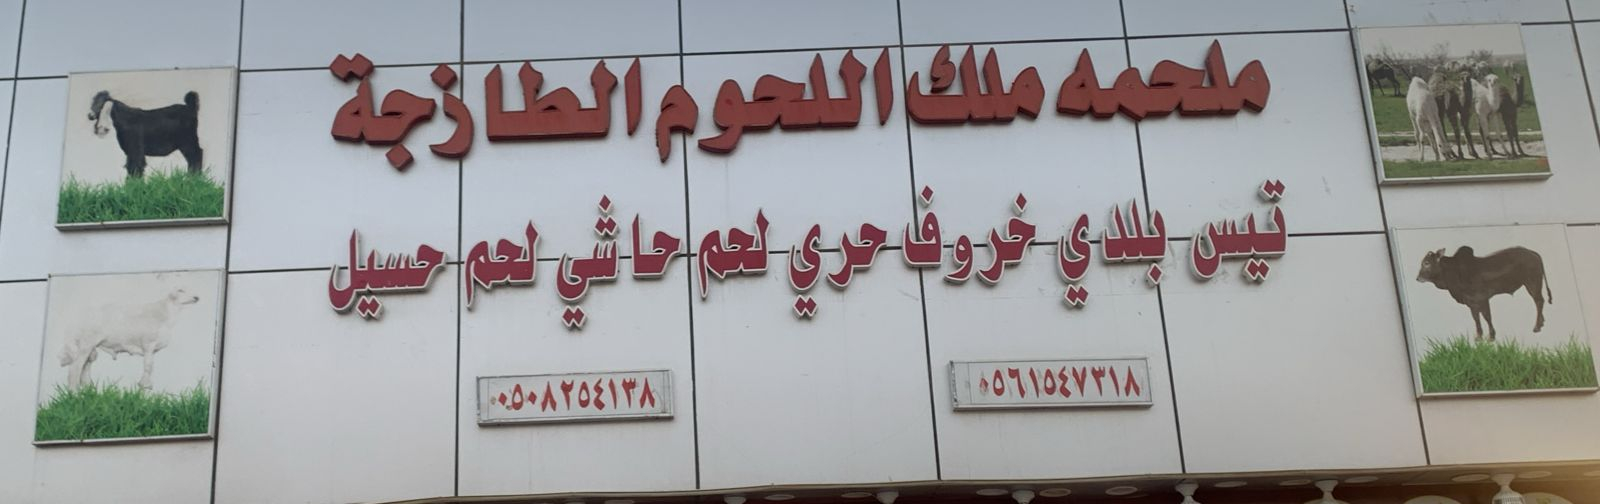 ملحمه ملك اللحوم الطازجة
تيس بلدي خروف حري لحم حاشي لحم حسيل
٠٥٦١٥٤٧٣١٨
٠٥٠٨٢٥٤١٣٨